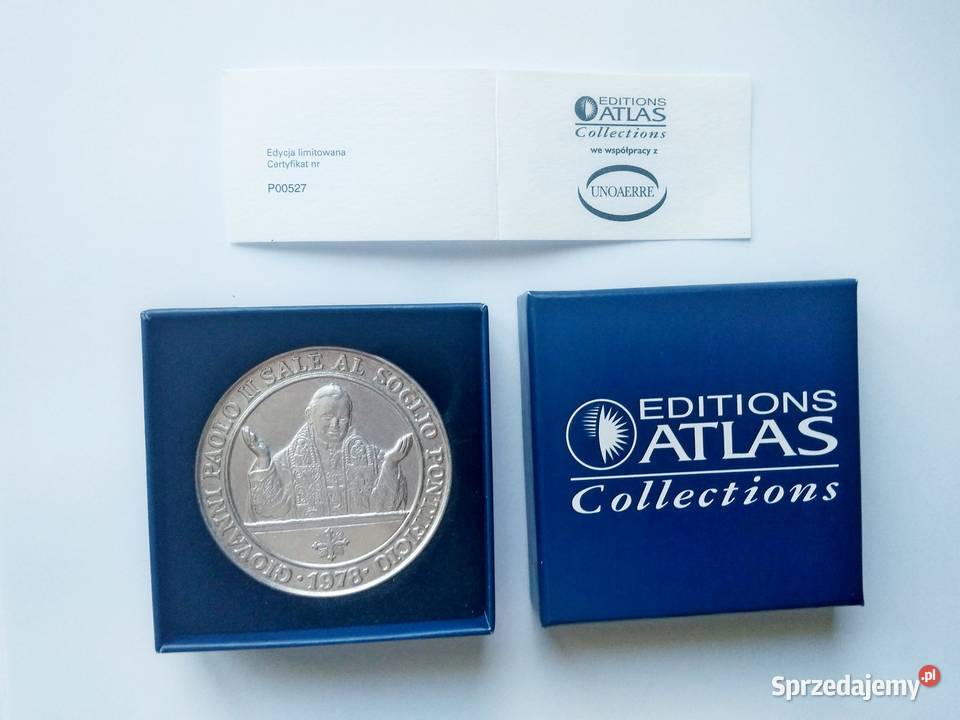 Edycja limitowana
Certyfikat nr
P00527
EDITIONS
ATLAS
Collections
we współpracy z
UNOAERRE
GIOVANNI PAOLO II SALE AL SOGLIO PONTIFICIO
· 1978 ·
EDITIONS
ATLAS
Collections
Sprzedajemy.pl